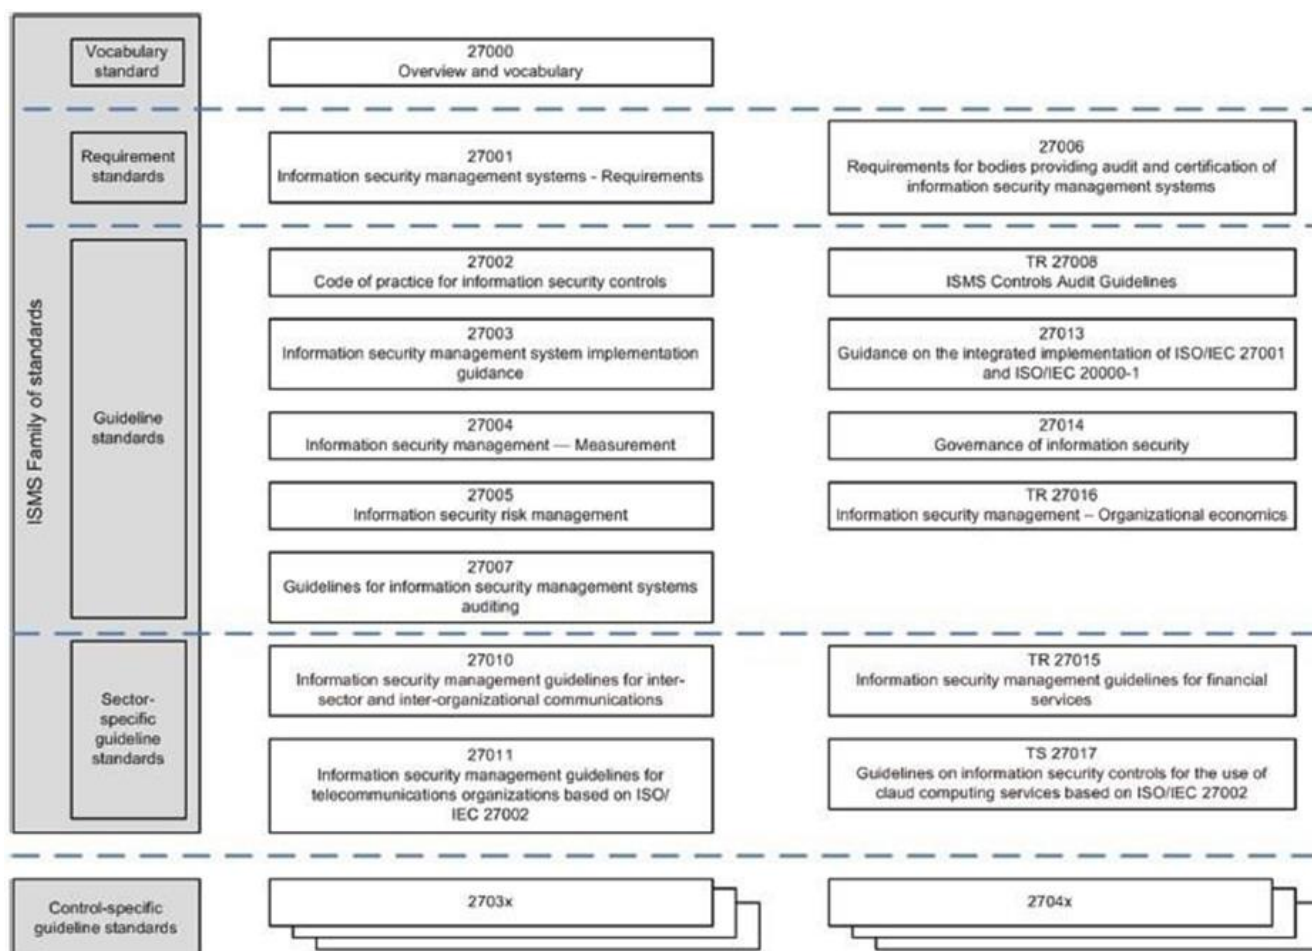 ISMS Family of standards
Vocabulary
standard
27000
Overview and vocabulary
Requirement
standards
27001
Information security management systems - Requirements
27006
Requirements for bodies providing audit and certification of
information security management systems
Guideline
standards
27002
Code of practice for information security controls
TR 27008
ISMS Controls Audit Guidelines
27003
Information security management system implementation
guidance
27013
Guidance on the integrated implementation of ISO/IEC 27001
and ISO/IEC 20000-1
27004
Information security management — Measurement
27014
Governance of information security
27005
Information security risk management
TR 27016
Information security management – Organizational economics
27007
Guidelines for information security management systems
auditing
Sector-
specific
guideline
standards
27010
Information security management guidelines for inter-
sector and inter-organizational communications
TR 27015
Information security management guidelines for financial
services
27011
Information security management guidelines for
telecommunications organizations based on ISO/
IEC 27002
TS 27017
Guidelines on information security controls for the use of
claud computing services based on ISO/IEC 27002
Control-specific
guideline standards
2703x
2704x